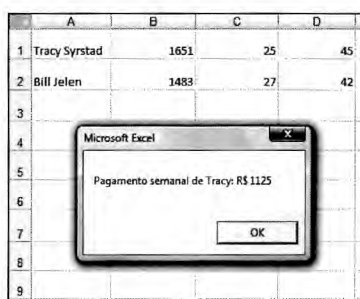 A B C D
1 Tracy Syrstad 1651 25 45
2 Bill Jelen 1483 27 42
3
4
Microsoft Excel
x
5
Pagamento semanal de Tracy: R$ 1125
6
7
OK
8
9